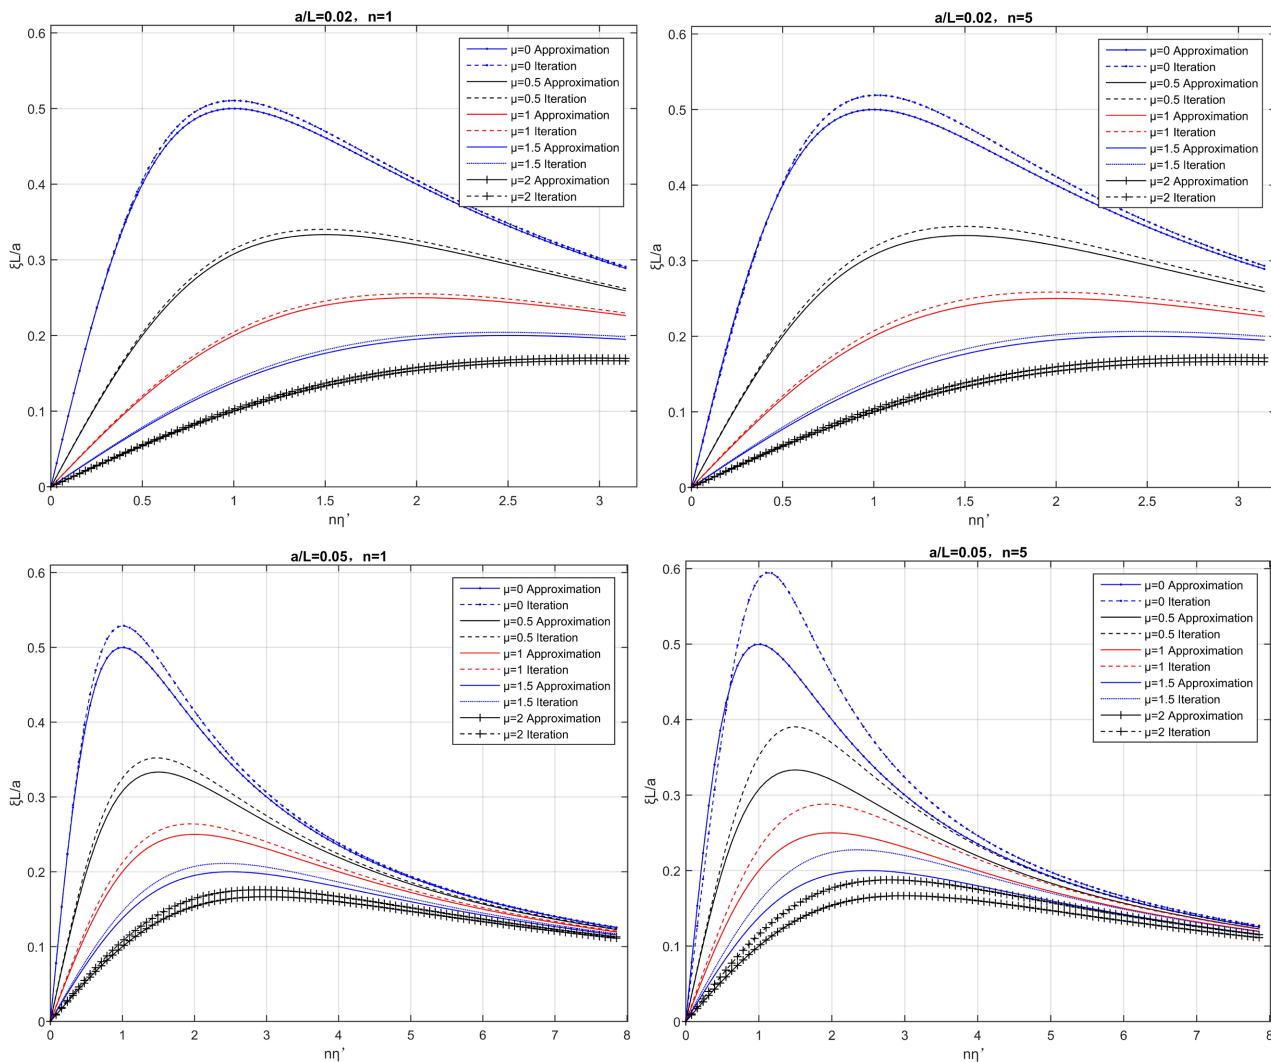 a/L=0.02，n=1
0.6
0.5
0.4
0.3
0.2
0.1
0
ξL/a
μ=0 Approximation
μ=0 Iteration
μ=0.5 Approximation
μ=0.5 Iteration
μ=1 Approximation
μ=1 Iteration
μ=1.5 Approximation
μ=1.5 Iteration
μ=2 Approximation
μ=2 Iteration
0 0.5 1 1.5 2 2.5 3
nη’
a/L=0.02，n=5
0.6
0.5
0.4
0.3
0.2
0.1
0
ξL/a
μ=0 Approximation
μ=0 Iteration
μ=0.5 Approximation
μ=0.5 Iteration
μ=1 Approximation
μ=1 Iteration
μ=1.5 Approximation
μ=1.5 Iteration
μ=2 Approximation
μ=2 Iteration
0 0.5 1 1.5 2 2.5 3
nη’
a/L=0.05，n=1
0.6
0.5
0.4
0.3
0.2
0.1
0
ξL/a
μ=0 Approximation
μ=0 Iteration
μ=0.5 Approximation
μ=0.5 Iteration
μ=1 Approximation
μ=1 Iteration
μ=1.5 Approximation
μ=1.5 Iteration
μ=2 Approximation
μ=2 Iteration
0 1 2 3 4 5 6 7 8
nη’
a/L=0.05，n=5
0.6
0.5
0.4
0.3
0.2
0.1
0
ξL/a
μ=0 Approximation
μ=0 Iteration
μ=0.5 Approximation
μ=0.5 Iteration
μ=1 Approximation
μ=1 Iteration
μ=1.5 Approximation
μ=1.5 Iteration
μ=2 Approximation
μ=2 Iteration
0 1 2 3 4 5 6 7 8
nη’